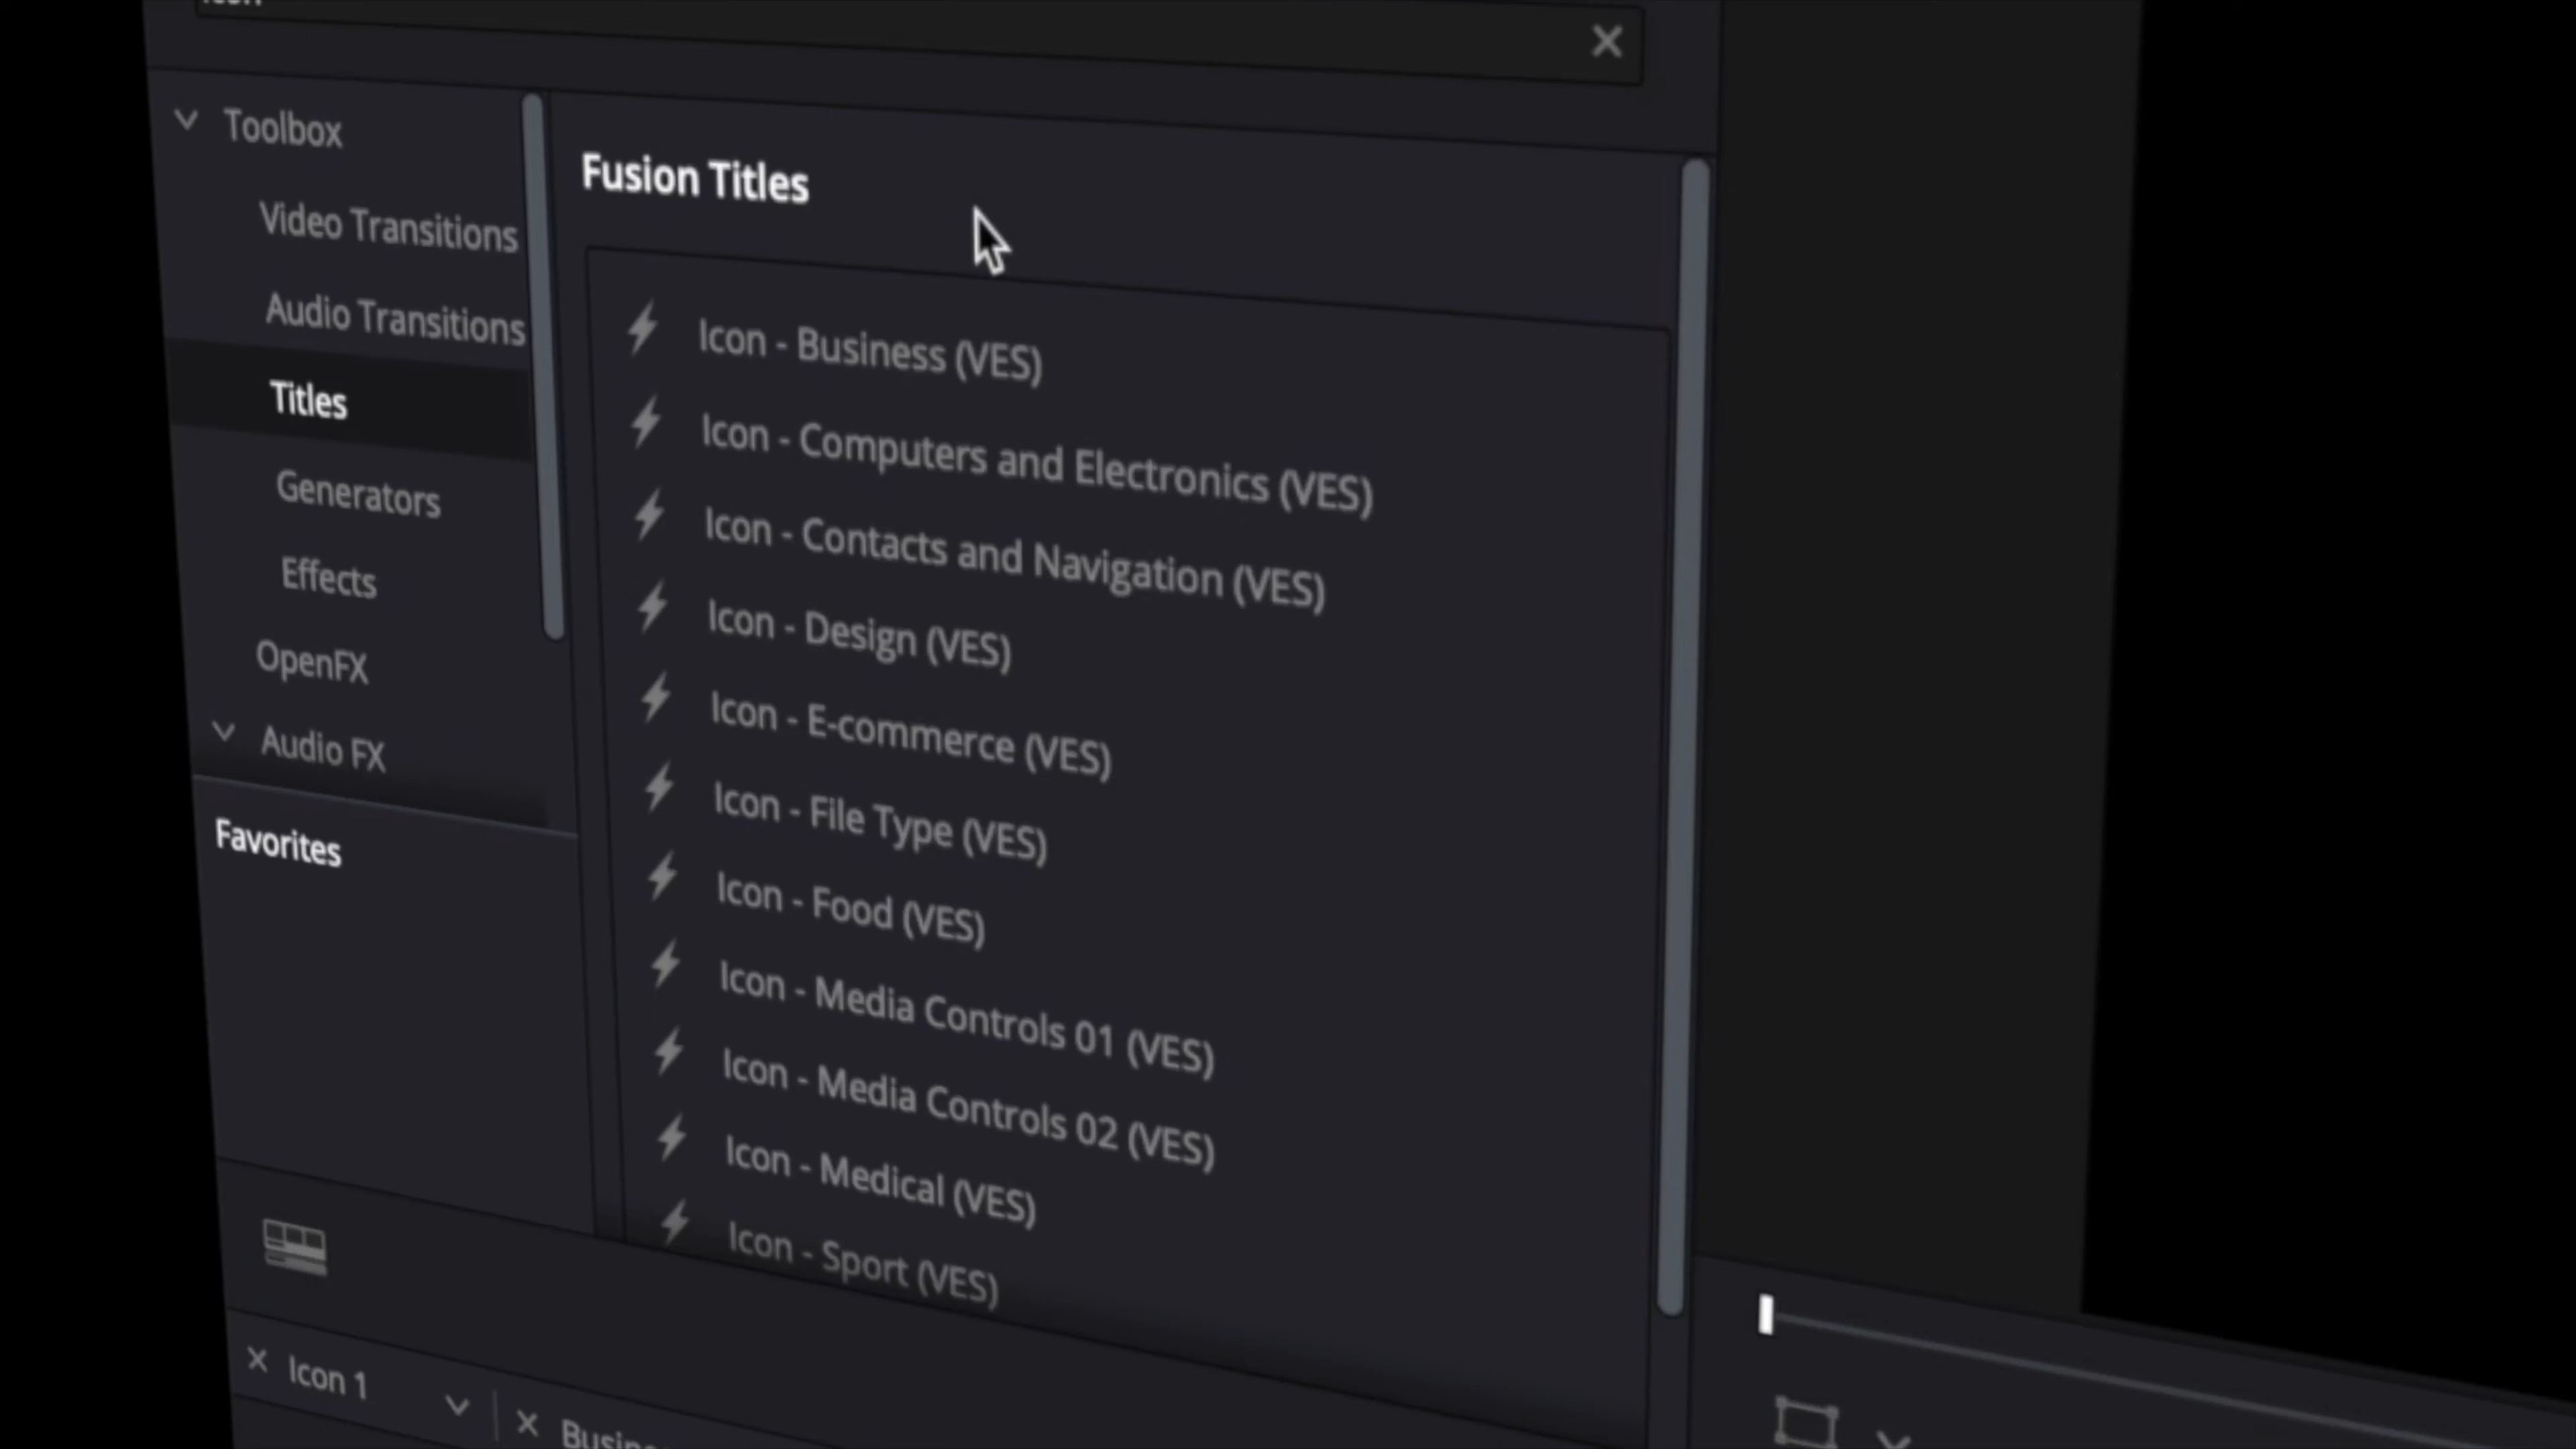 Toolbox
Video Transitions
Audio Transitions
Titles
Generators
Effects
OpenFX
Audio FX
Favorites
Fusion Titles
Icon - Business (VES)
Icon - Computers and Electronics (VES)
Icon - Contacts and Navigation (VES)
Icon - Design (VES)
Icon - E-commerce (VES)
Icon - File Type (VES)
Icon - Food (VES)
Icon - Media Controls 01 (VES)
Icon - Media Controls 02 (VES)
Icon - Medical (VES)
Icon - Sport (VES)
Icon 1